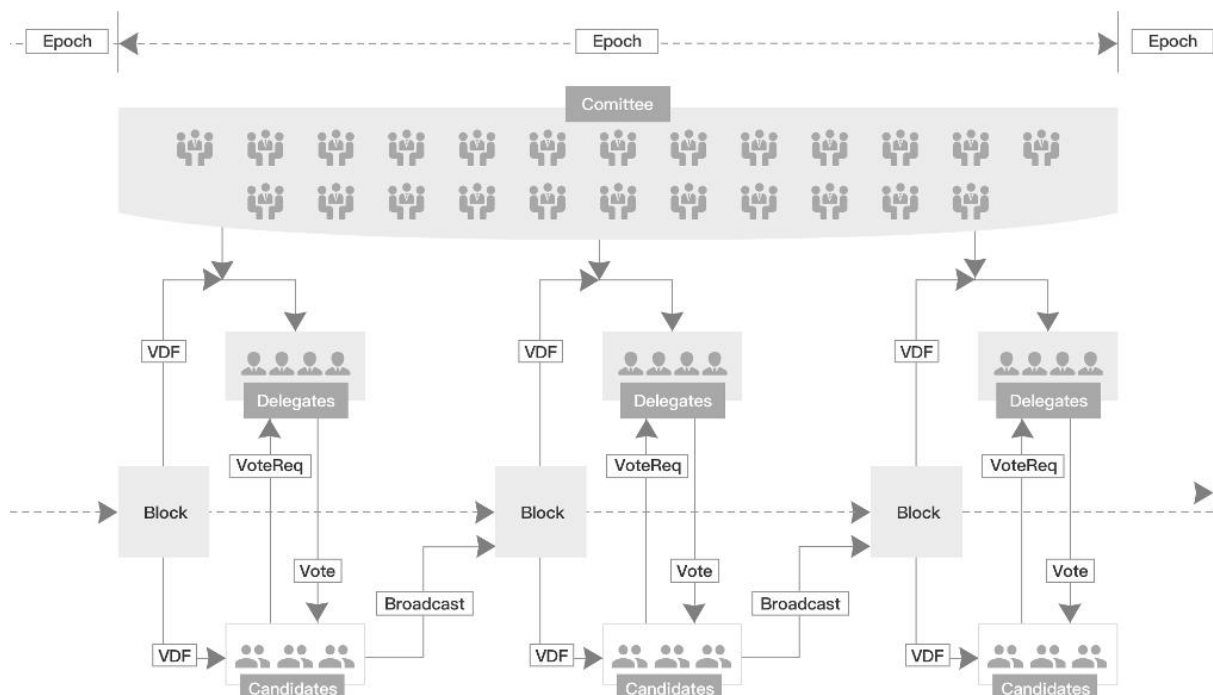 Epoch
Epoch
Epoch
Comittee
VDF
VDF
VDF
Delegates
Delegates
Delegates
VoteReq
VoteReq
VoteReq
Block
Block
Block
Vote
Vote
Vote
Broadcast
Broadcast
VDF
VDF
VDF
Candidates
Candidates
Candidates